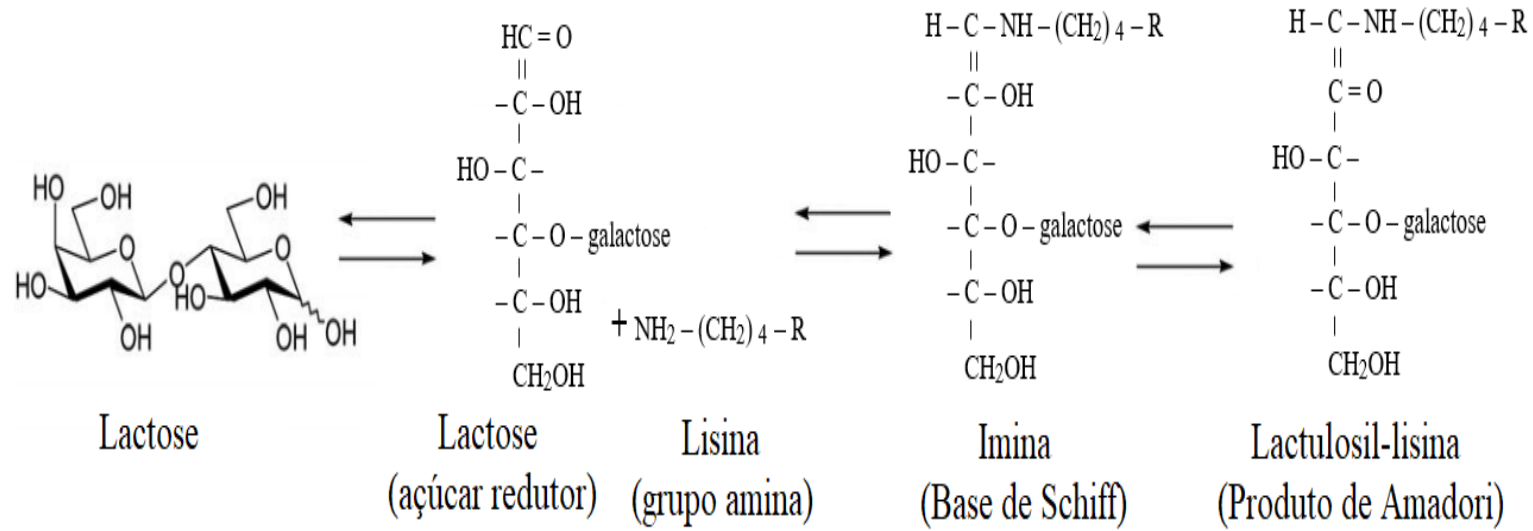 HO
OH
O
OH
HO
O
O
HO
OH
OH
OH
Lactose
HC=O
-C-OH
HO-C-
-C-O-galactose
-C-OH
CH₂OH
Lactose
(açúcar redutor)
+ NH₂-(CH₂)₄-R
Lisina
(grupo amina)
H-C-NH-(CH₂)₄-R
-C-OH
HO-C-
-C-O-galactose
-C-OH
CH₂OH
Imina
(Base de Schiff)
H-C-NH-(CH₂)₄-R
C=O
HO-C-
-C-O-galactose
-C-OH
CH₂OH
Lactulosil-lisina
(Produto de Amadori)